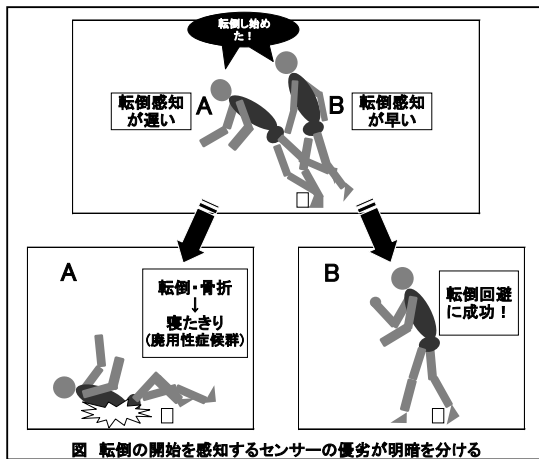 転倒し始め
た！
転倒感知
が遅い
A
B
転倒感知
が早い
A
転倒・骨折
↓
寝たきり
(廃用性症候群)
B
転倒回避
に成功！
図 転倒の開始を感知するセンサーの優劣が明暗を分ける